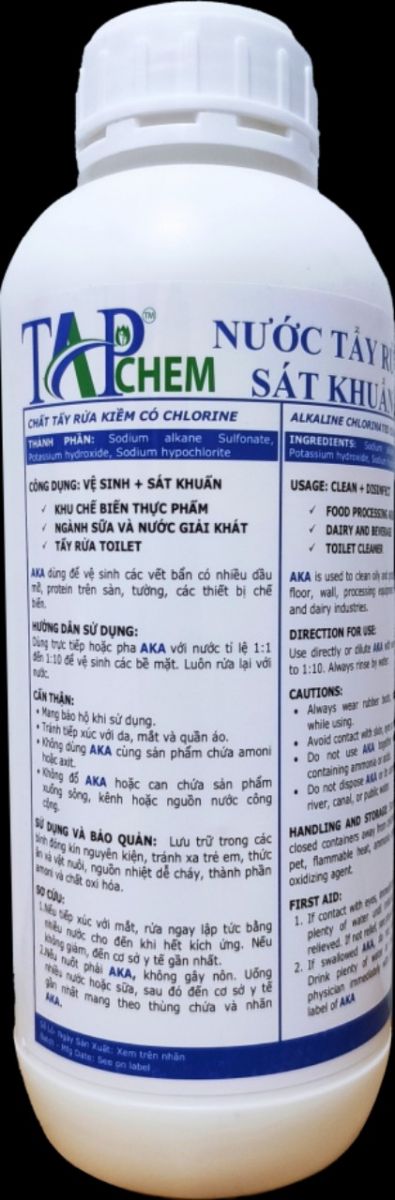 TAPCHEM™
NƯỚC TẨY RỬ
SÁT KHUẨN
CHẤT TẨY RỬA KIỀM CÓ CHLORINE
THÀNH PHẦN: Sodium alkane Sulfonate,
Potassium hydroxide, Sodium hypochlorite
CÔNG DỤNG: VỆ SINH + SÁT KHUẨN
✓ KHU CHẾ BIẾN THỰC PHẨM
✓ NGÀNH SỮA VÀ NƯỚC GIẢI KHÁT
✓ TẨY RỬA TOILET
AKA dùng để vệ sinh các vết bẩn có nhiều dầu
mỡ, protein trên sàn, tường, các thiết bị chế
biến.
HƯỚNG DẪN SỬ DỤNG:
Dùng trực tiếp hoặc pha AKA với nước tỉ lệ 1:1
đến 1:10 để vệ sinh các bề mặt. Luôn rửa lại với
nước.
CẨN THẬN:
• Mang bảo hộ khi sử dụng.
• Tránh tiếp xúc với da, mắt và quần áo.
• Không dùng AKA cùng sản phẩm chứa amoni
hoặc axit.
• Không đổ AKA hoặc can chứa sản phẩm
xuống sông, kênh hoặc nguồn nước công
cộng.
SỬ DỤNG VÀ BẢO QUẢN: Lưu trữ trong các
bình đóng kín nguyên kiện, tránh xa trẻ em, thức
ăn và vật nuôi, nguồn nhiệt dễ cháy, thành phần
amoni và chất oxi hóa.
SƠ CỨU:
1.Nếu tiếp xúc với mắt, rửa ngay lập tức bằng
nhiều nước cho đến khi hết kích ứng. Nếu
không giảm, đến cơ sở y tế gần nhất.
2.Nếu nuốt phải AKA, không gây nôn. Uống
nhiều nước hoặc sữa, sau đó đến cơ sở y tế
gần nhất mang theo thùng chứa và nhãn
AKA.
Số Lô, Ngày Sản Xuất: Xem trên nhãn
Batch - Mfg Date: See on label
ALKALINE CHLORINATED
INGREDIENTS: Sodium
Potassium hydroxide, Sodium
USAGE: CLEAN + DISINFECT
✓ FOOD PROCESSING
✓ DAIRY AND BEVERAGE
✓ TOILET CLEANER
AKA is used to clean oily and
floor, wall, processing equipment
and dairy industries.
DIRECTION FOR USE:
Use directly or dilute AKA with
to 1:10. Always rinse by water.
CAUTIONS:
• Always wear rubber boots,
while using.
• Avoid contact with skin, eyes
• Do not use AKA together
containing ammonia or acids.
• Do not dispose AKA or its
river, canal, or public water.
HANDLING AND STORAGE:
closed containers away from
pet, flammable heat, ammonia
oxidizing agent.
FIRST AID:
1. If contact with eyes,
plenty of water until
relieved. If not relief,
2. If swallowed AKA, do
Drink plenty of water
physician immediately
label of AKA